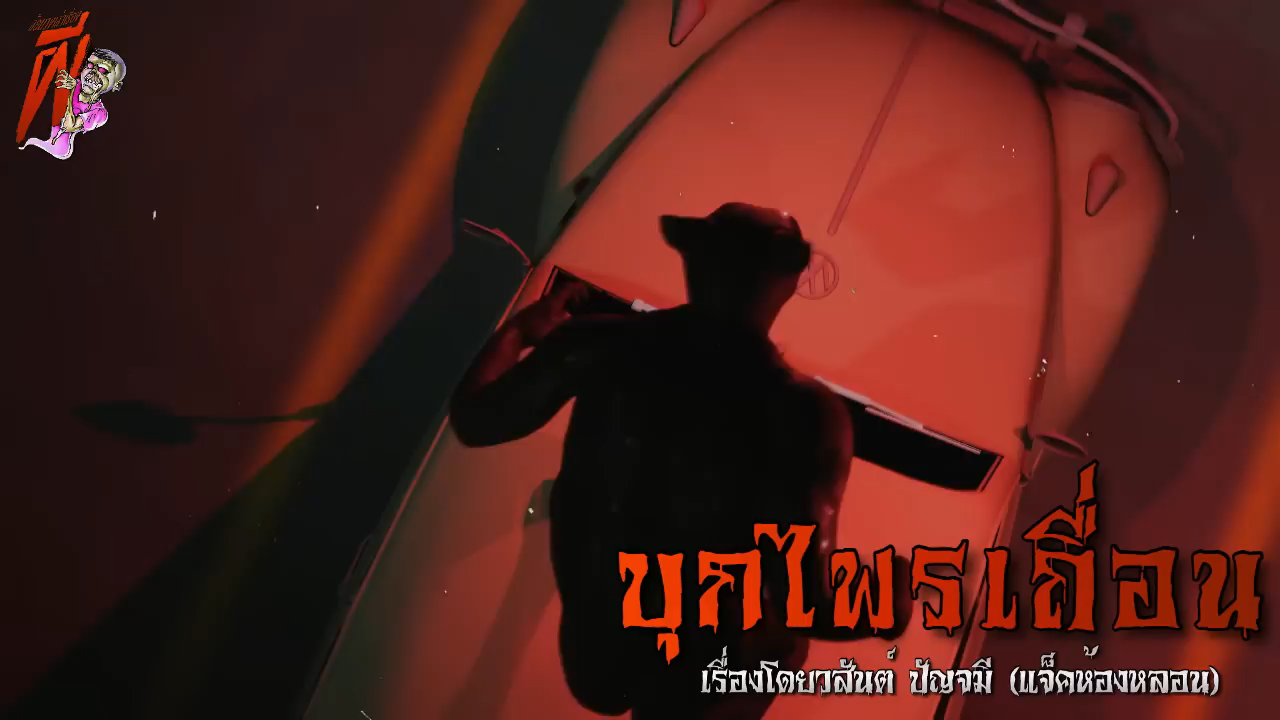 ผี
บุกไพรเถื่อน
เรื่องโดยวสันต์ ปัญจมี (แจ็คห้องหลอน)